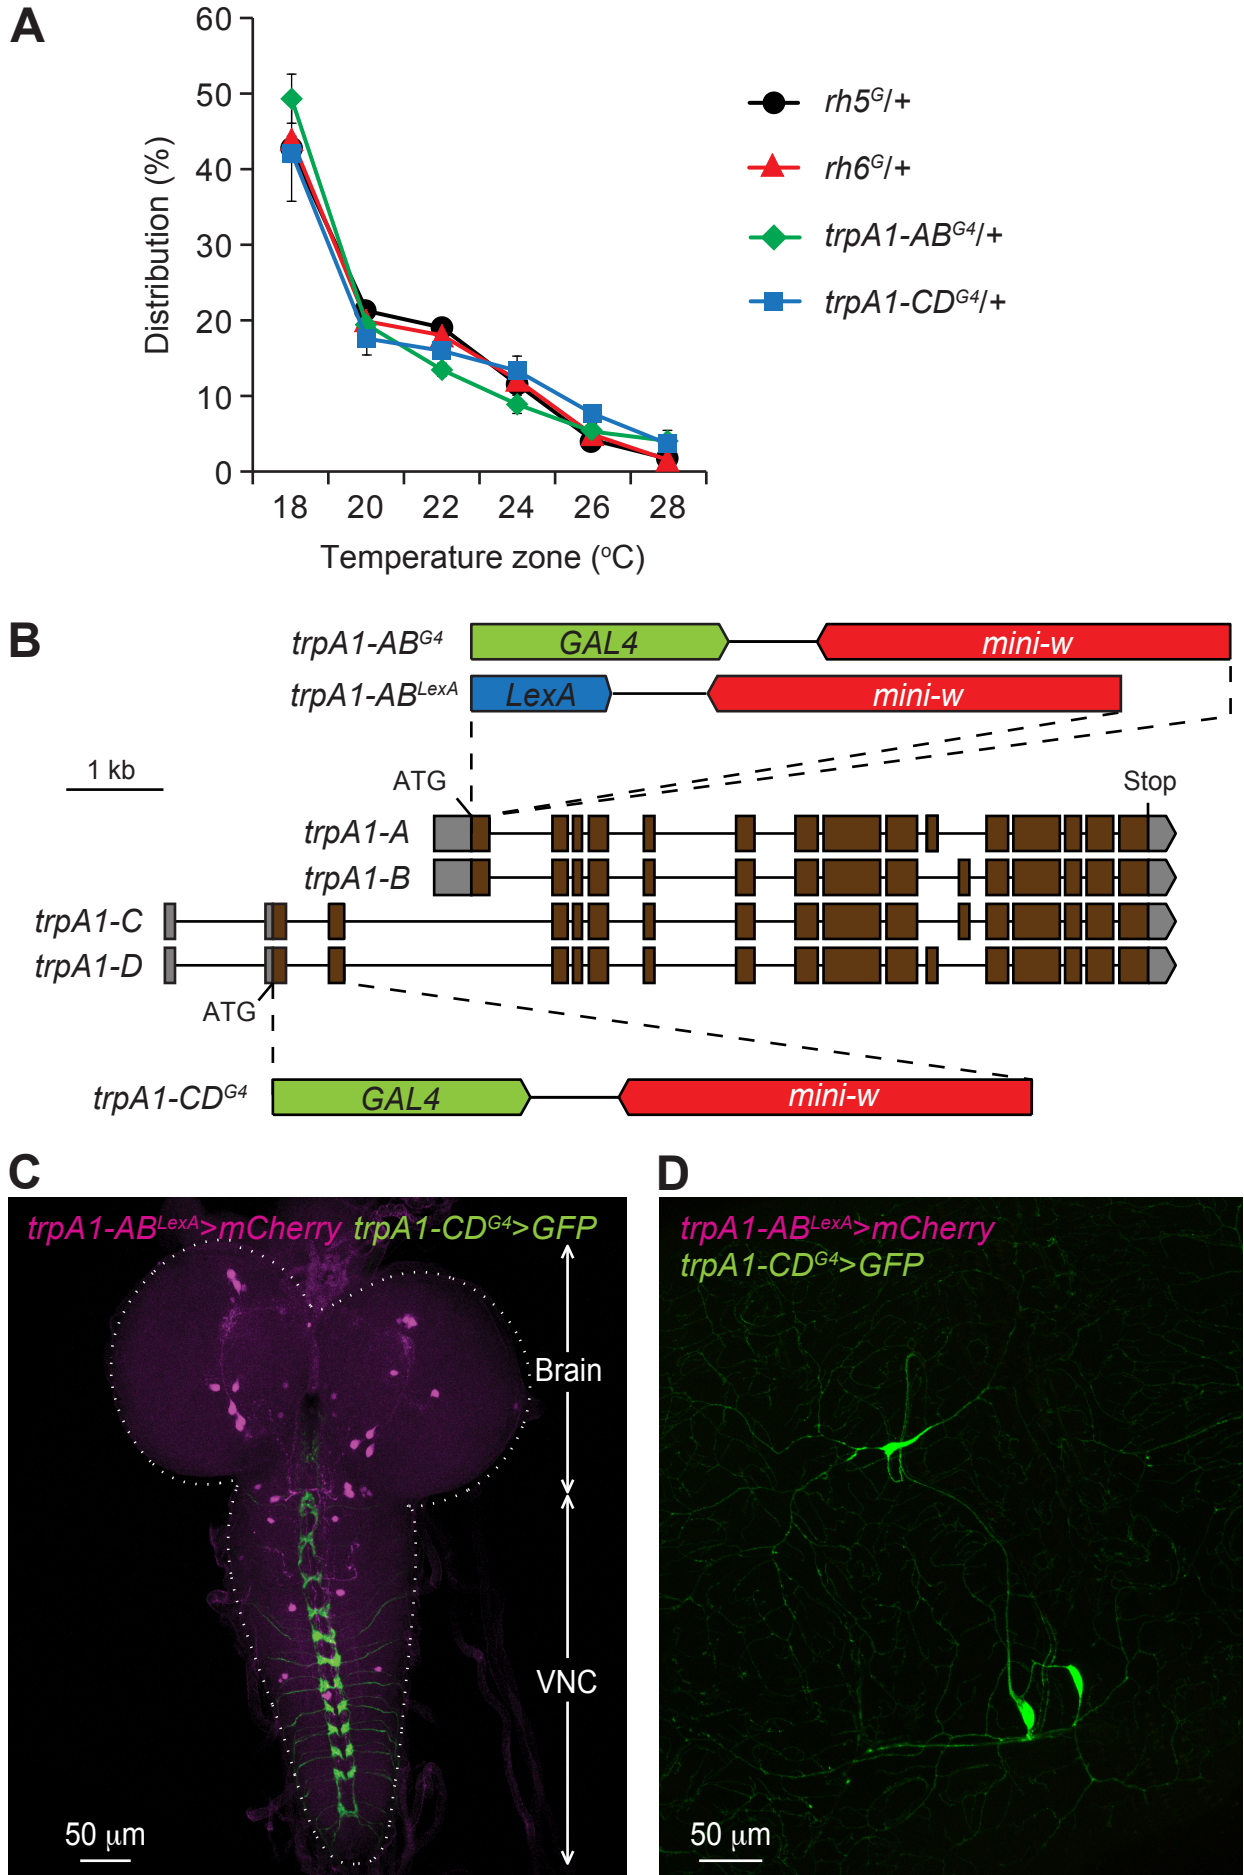 A
60
50
40
30
20
10
0
Distribution (%)
18 20 22 24 26 28
Temperature zone (°C)
rh5ᴳ/+
rh6ᴳ/+
trpA1-ABᴳ⁴/+
trpA1-CDᴳ⁴/+
B
trpA1-ABᴳ⁴ GAL4 mini-w
trpA1-ABᴸᵉˣᴬ LexA mini-w
1 kb
ATG
Stop
trpA1-A
trpA1-B
trpA1-C
trpA1-D
ATG
trpA1-CDᴳ⁴ GAL4 mini-w
C
trpA1-ABᴸᵉˣᴬ>mCherry trpA1-CDᴳ⁴>GFP
Brain
VNC
50 μm
D
trpA1-ABᴸᵉˣᴬ>mCherry
trpA1-CDᴳ⁴>GFP
50 μm